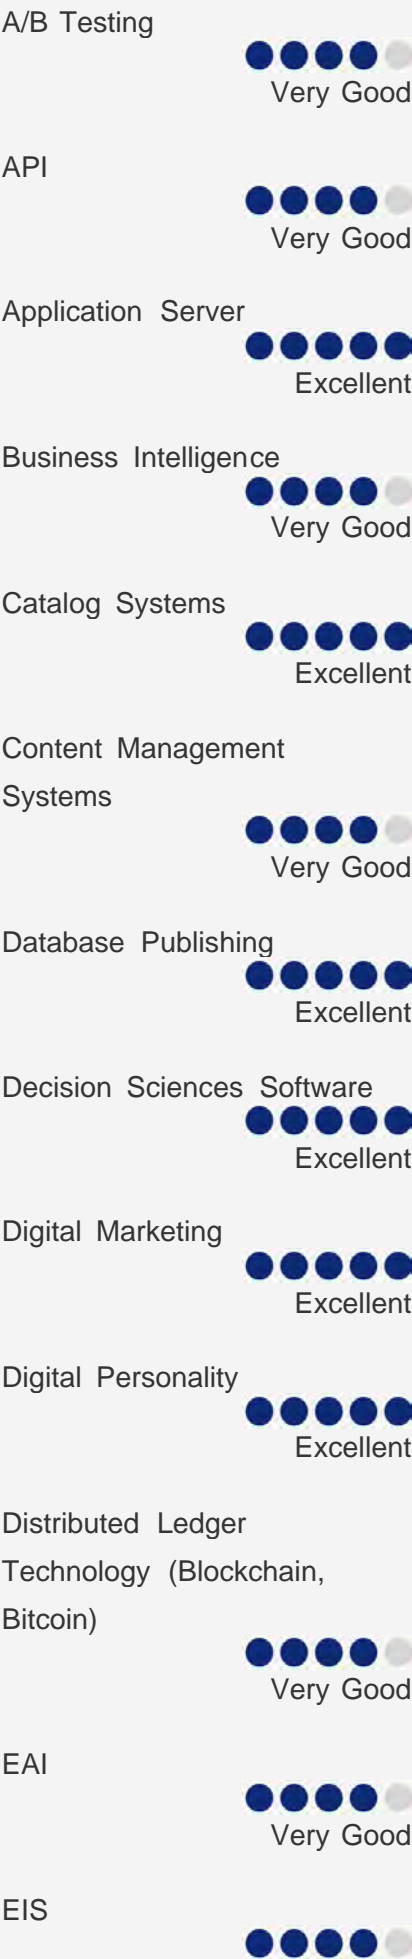 A/B Testing
Very Good
API
Very Good
Application Server
Excellent
Business Intelligence
Very Good
Catalog Systems
Excellent
Content Management
Systems
Very Good
Database Publishing
Excellent
Decision Sciences Software
Excellent
Digital Marketing
Excellent
Digital Personality
Excellent
Distributed Ledger
Technology (Blockchain,
Bitcoin)
Very Good
EAI
Very Good
EIS